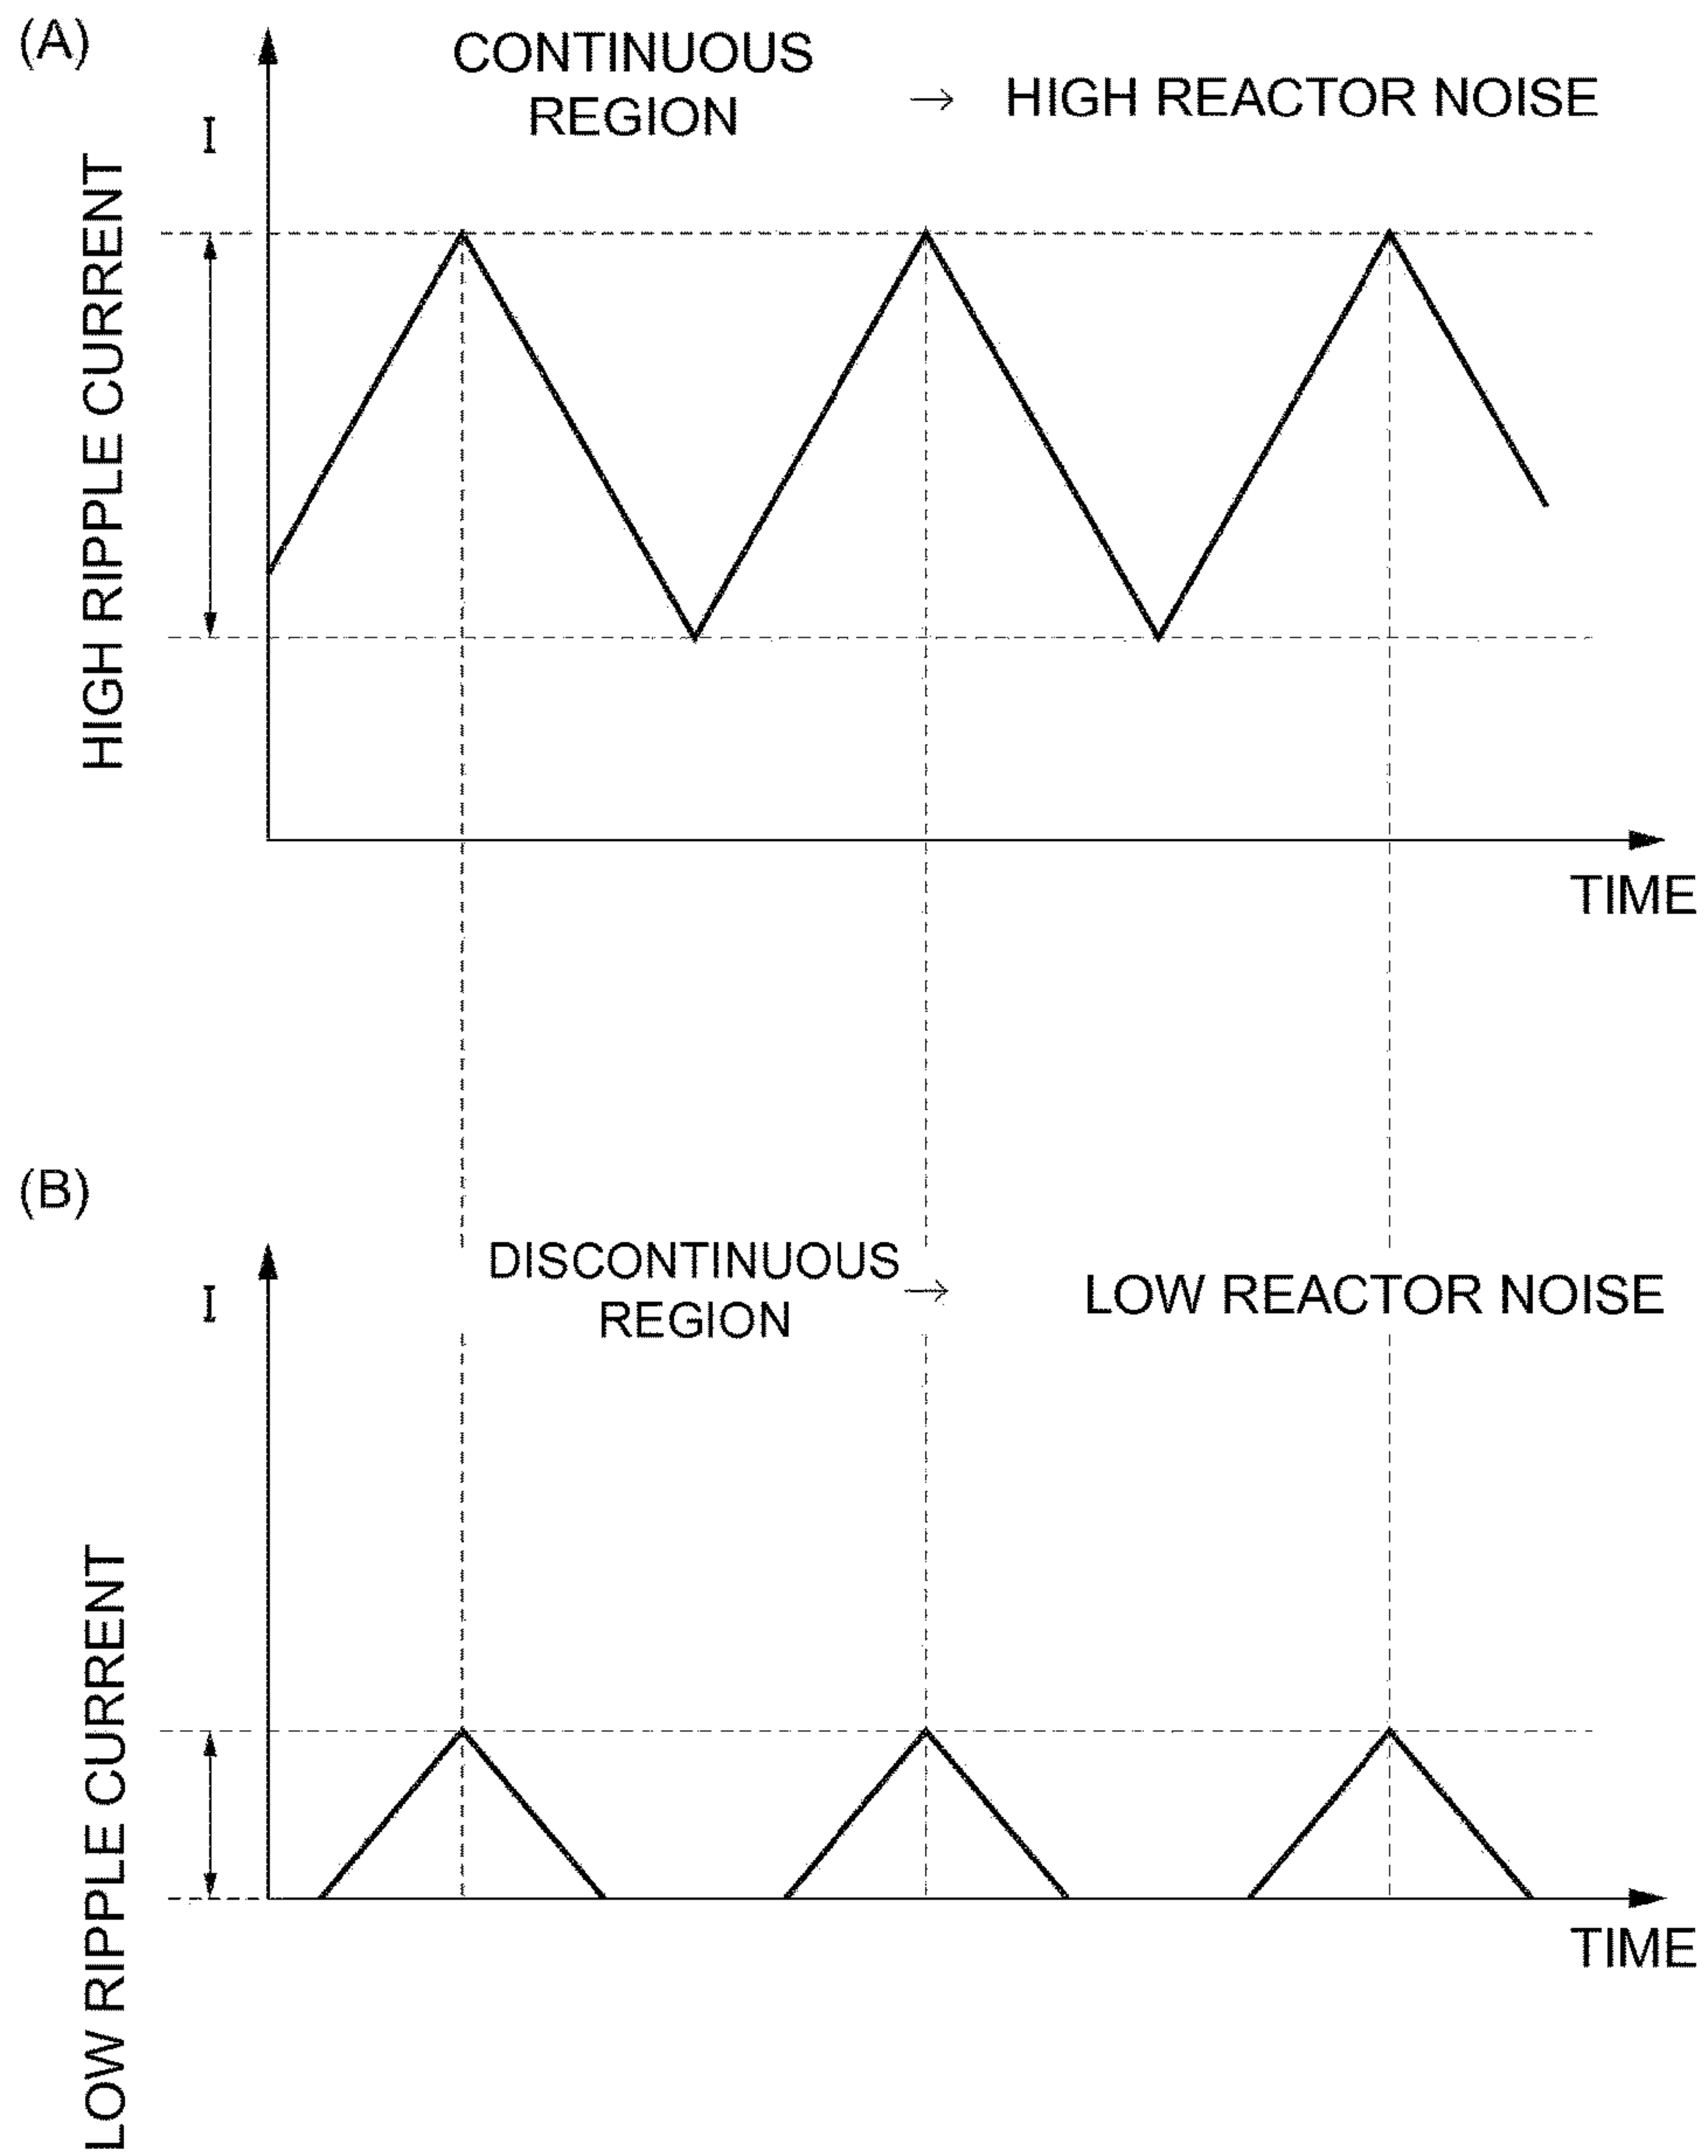 (A)
CONTINUOUS
REGION
→ HIGH REACTOR NOISE
I
HIGH RIPPLE CURRENT
TIME
(B)
DISCONTINUOUS
REGION
→ LOW REACTOR NOISE
I
LOW RIPPLE CURRENT
TIME